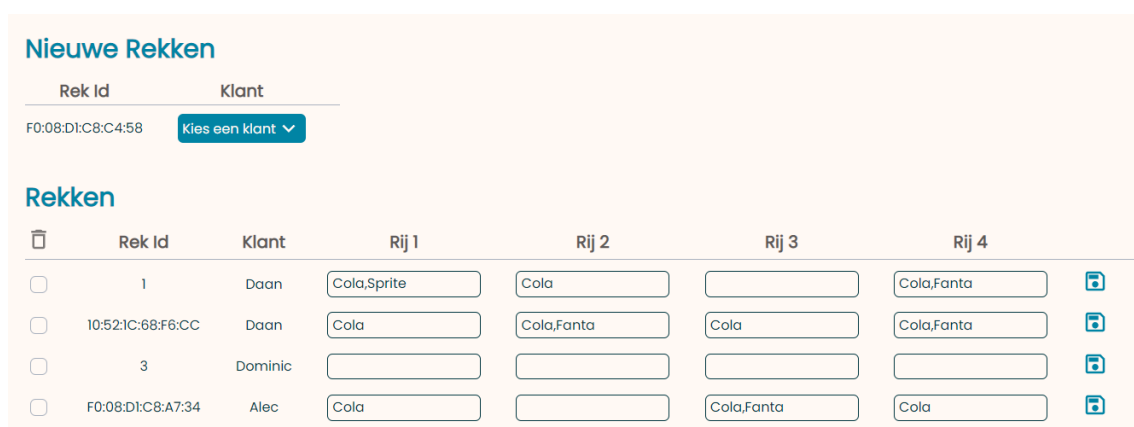 Nieuwe Rekken
Rek Id Klant
F0:08:D1:C8:C4:58 Kies een klant
Rekken
Rek Id Klant Rij 1 Rij 2 Rij 3 Rij 4
1 Daan Cola,Sprite Cola Cola,Fanta
10:52:1C:68:F6:CC Daan Cola Cola,Fanta Cola Cola,Fanta
3 Dominic
F0:08:D1:C8:A7:34 Alec Cola Cola,Fanta Cola